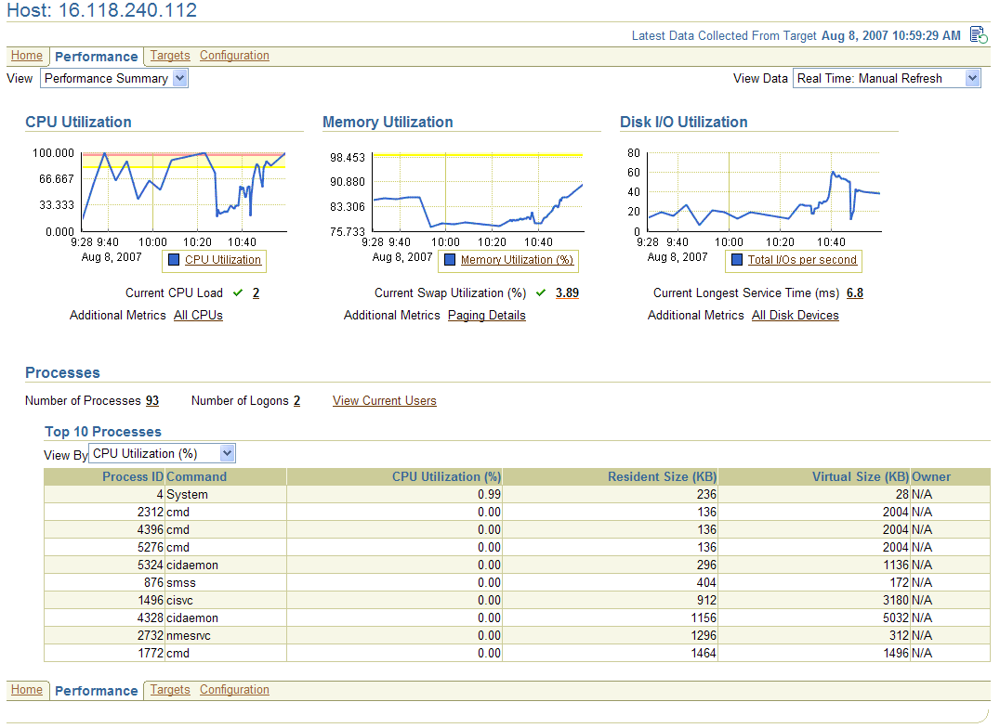 Host: 16.118.240.112
Latest Data Collected From Target Aug 8, 2007 10:59:29 AM
Home Performance Targets Configuration
View Performance Summary View Data Real Time: Manual Refresh
CPU Utilization
100.000
66.667
33.333
0.000
9:28 9:40 10:00 10:20 10:40
Aug 8, 2007
CPU Utilization
Current CPU Load 2
Additional Metrics All CPUs
Memory Utilization
98.453
90.880
83.306
75.733
9:28 9:40 10:00 10:20 10:40
Aug 8, 2007
Memory Utilization (%)
Current Swap Utilization (%) 3.89
Additional Metrics Paging Details
Disk I/O Utilization
80
60
40
20
0
9:28 9:40 10:00 10:20 10:40
Aug 8, 2007
Total I/Os per second
Current Longest Service Time (ms) 6.8
Additional Metrics All Disk Devices
Processes
Number of Processes 93 Number of Logons 2 View Current Users
Top 10 Processes
View By CPU Utilization (%)
Process ID Command CPU Utilization (%) Resident Size (KB) Virtual Size (KB) Owner
4 System 0.99 236 28 N/A
2312 cmd 0.00 136 2004 N/A
4396 cmd 0.00 136 2004 N/A
5276 cmd 0.00 136 2004 N/A
5324 cidaemon 0.00 296 1136 N/A
876 smss 0.00 404 172 N/A
1496 cisvc 0.00 912 3180 N/A
4328 cidaemon 0.00 1156 5032 N/A
2732 nmesrvc 0.00 1296 312 N/A
1772 cmd 0.00 1464 1496 N/A
Home Performance Targets Configuration